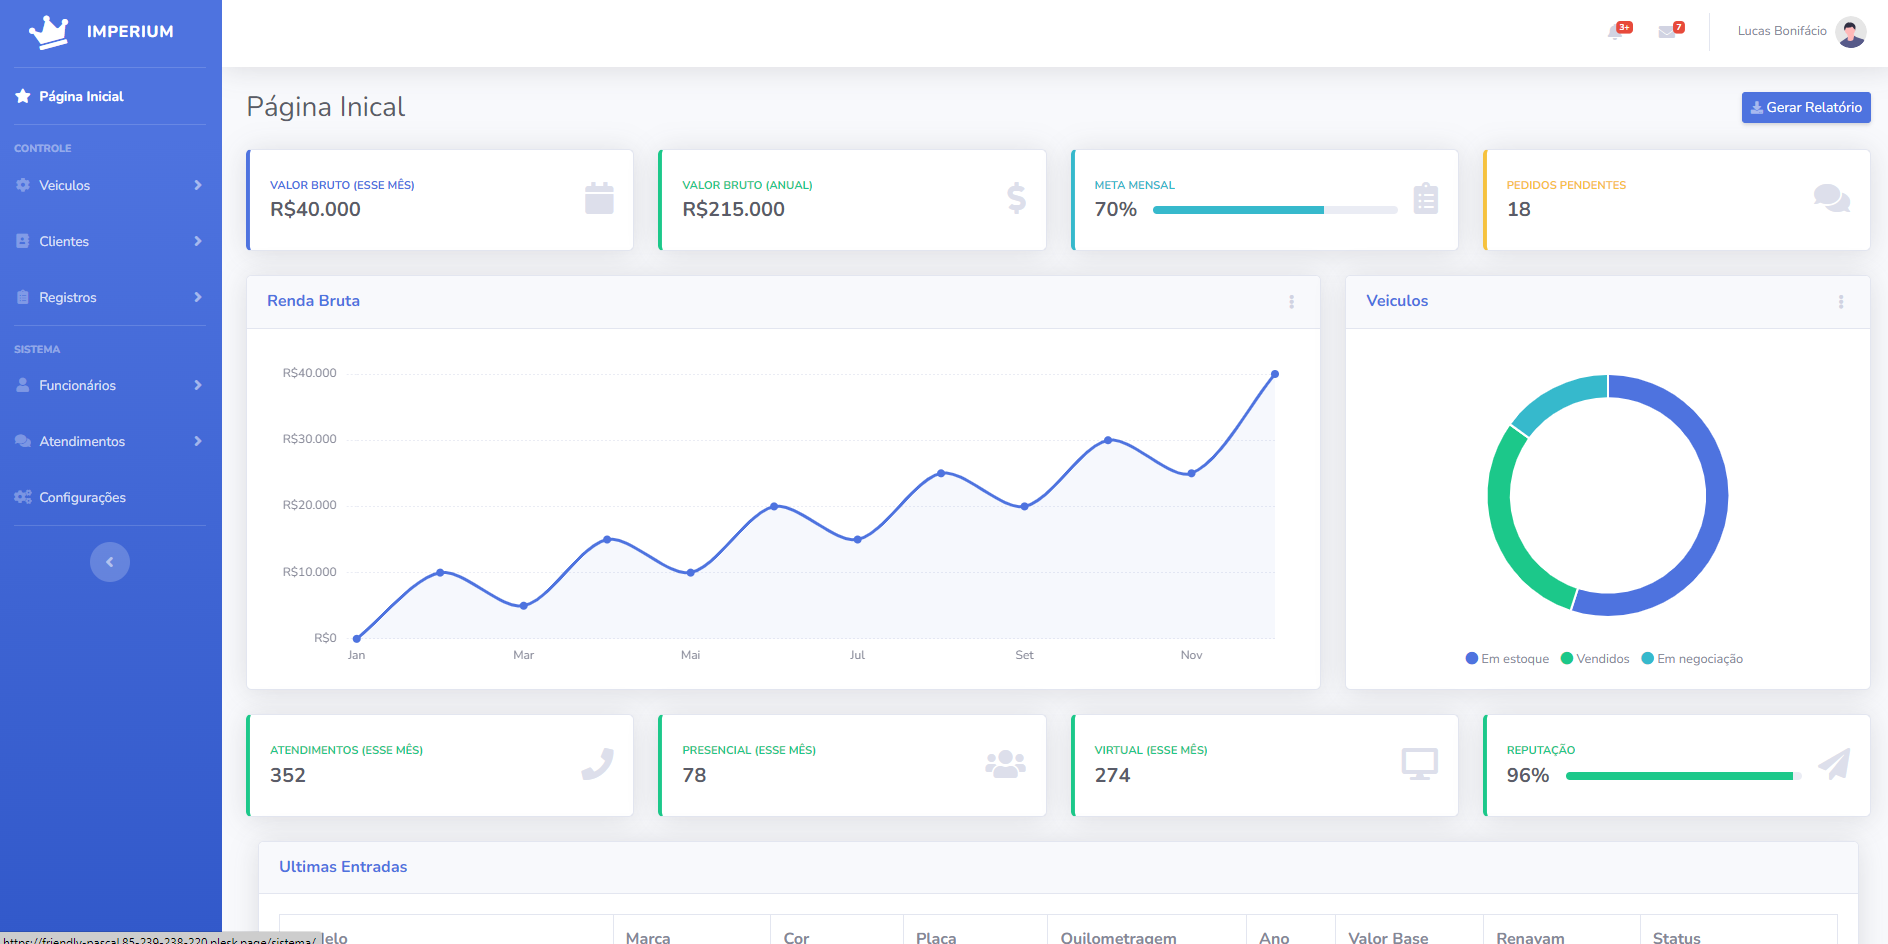 IMPERIUM
3+
7
Lucas Bonifácio
Página Inicial
CONTROLE
Veiculos
Clientes
Registros
SISTEMA
Funcionários
Atendimentos
Configurações
Página Inical
Gerar Relatório
VALOR BRUTO (ESSE MÊS)
R$40.000
VALOR BRUTO (ANUAL)
R$215.000
META MENSAL
70%
PEDIDOS PENDENTES
18
Renda Bruta
R$40.000
R$30.000
R$20.000
R$10.000
R$0
Jan Mar Mai Jul Set Nov
Veiculos
Em estoque Vendidos Em negociação
ATENDIMENTOS (ESSE MÊS)
352
PRESENCIAL (ESSE MÊS)
78
VIRTUAL (ESSE MÊS)
274
REPUTAÇÃO
96%
Ultimas Entradas
Marca Cor Placa Quilometragem Ano Valor Base Renavam Status
https://friendly-pascal.85-239-238-220.plesk.page/sistema/